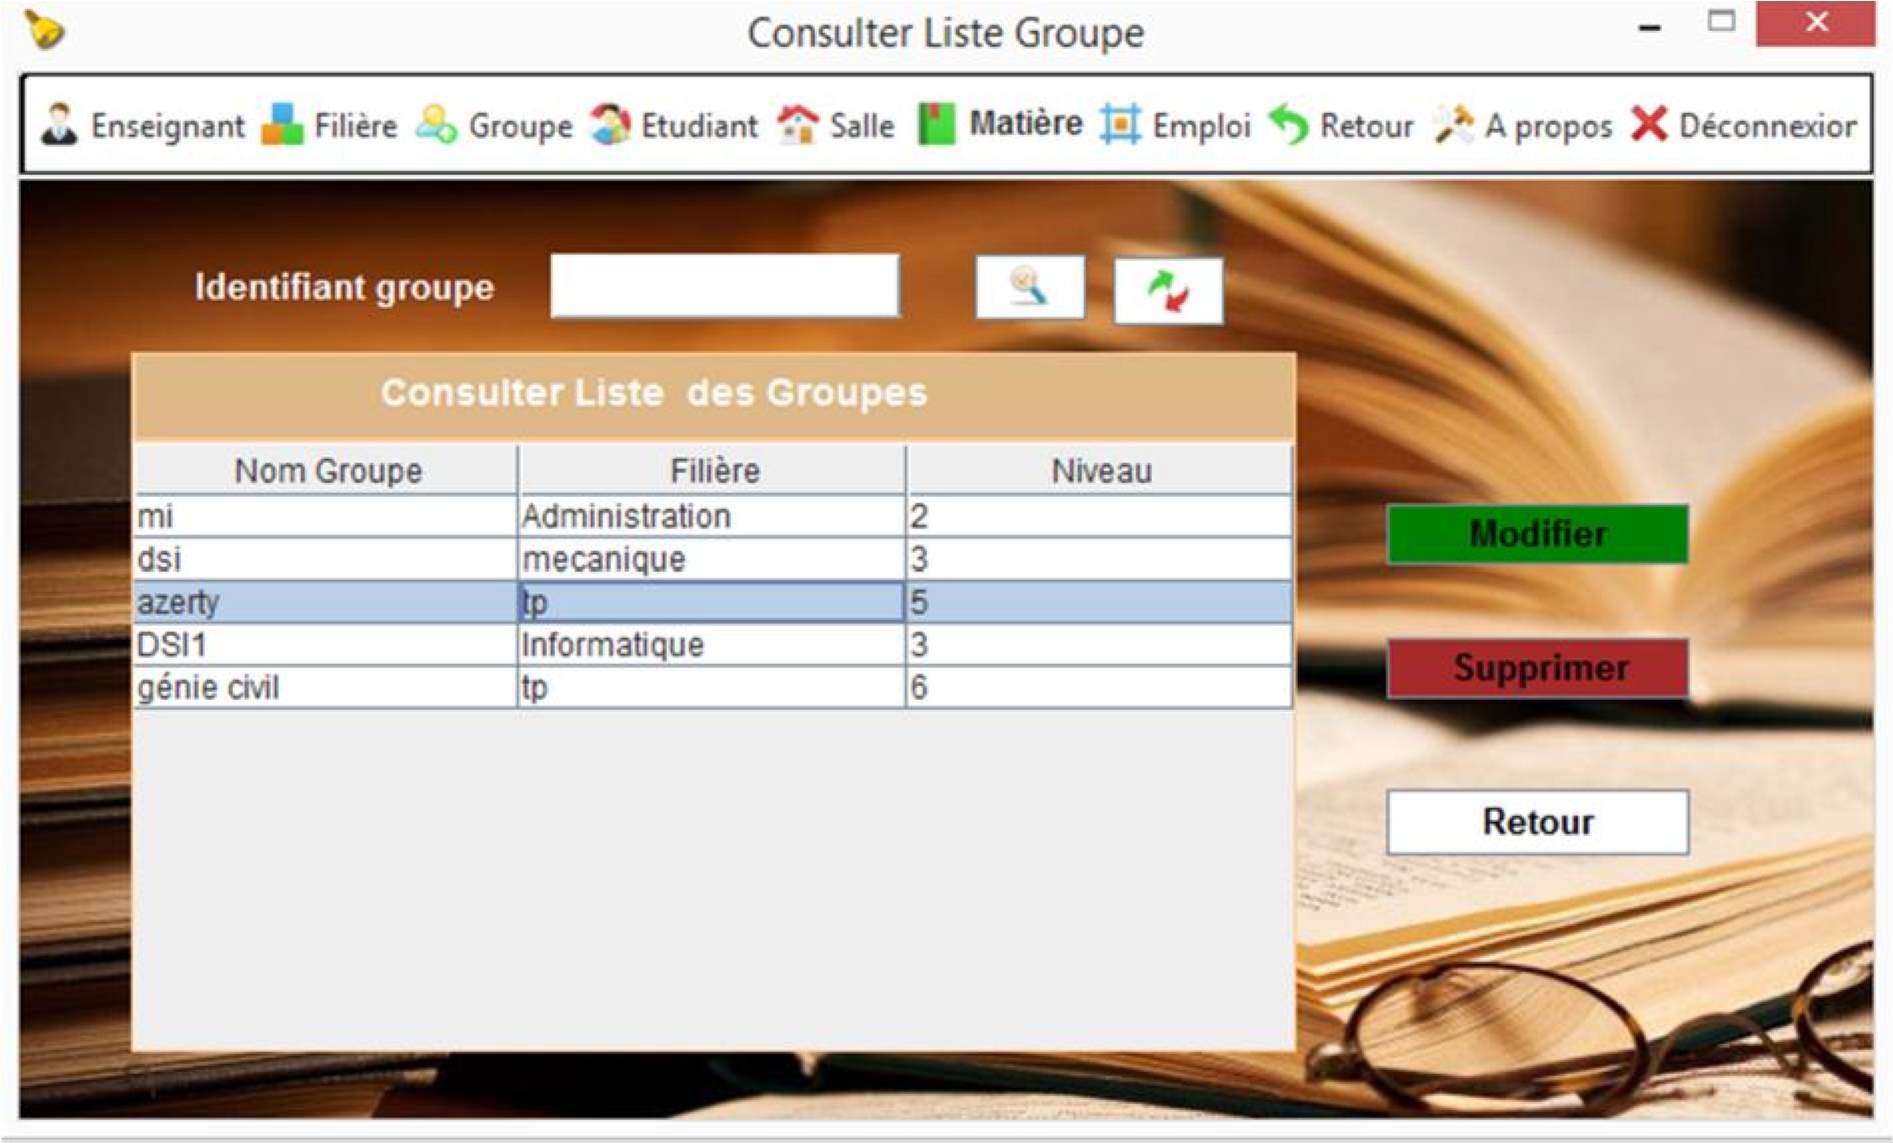 Consulter Liste Groupe
Enseignant Filière Groupe Etudiant Salle Matière Emploi Retour A propos Déconnexior
Identifiant groupe
Consulter Liste des Groupes
Nom Groupe Filière Niveau
mi Administration 2
dsi mecanique 3
azerty tp 5
DSI1 Informatique 3
génie civil tp 6
Modifier
Supprimer
Retour